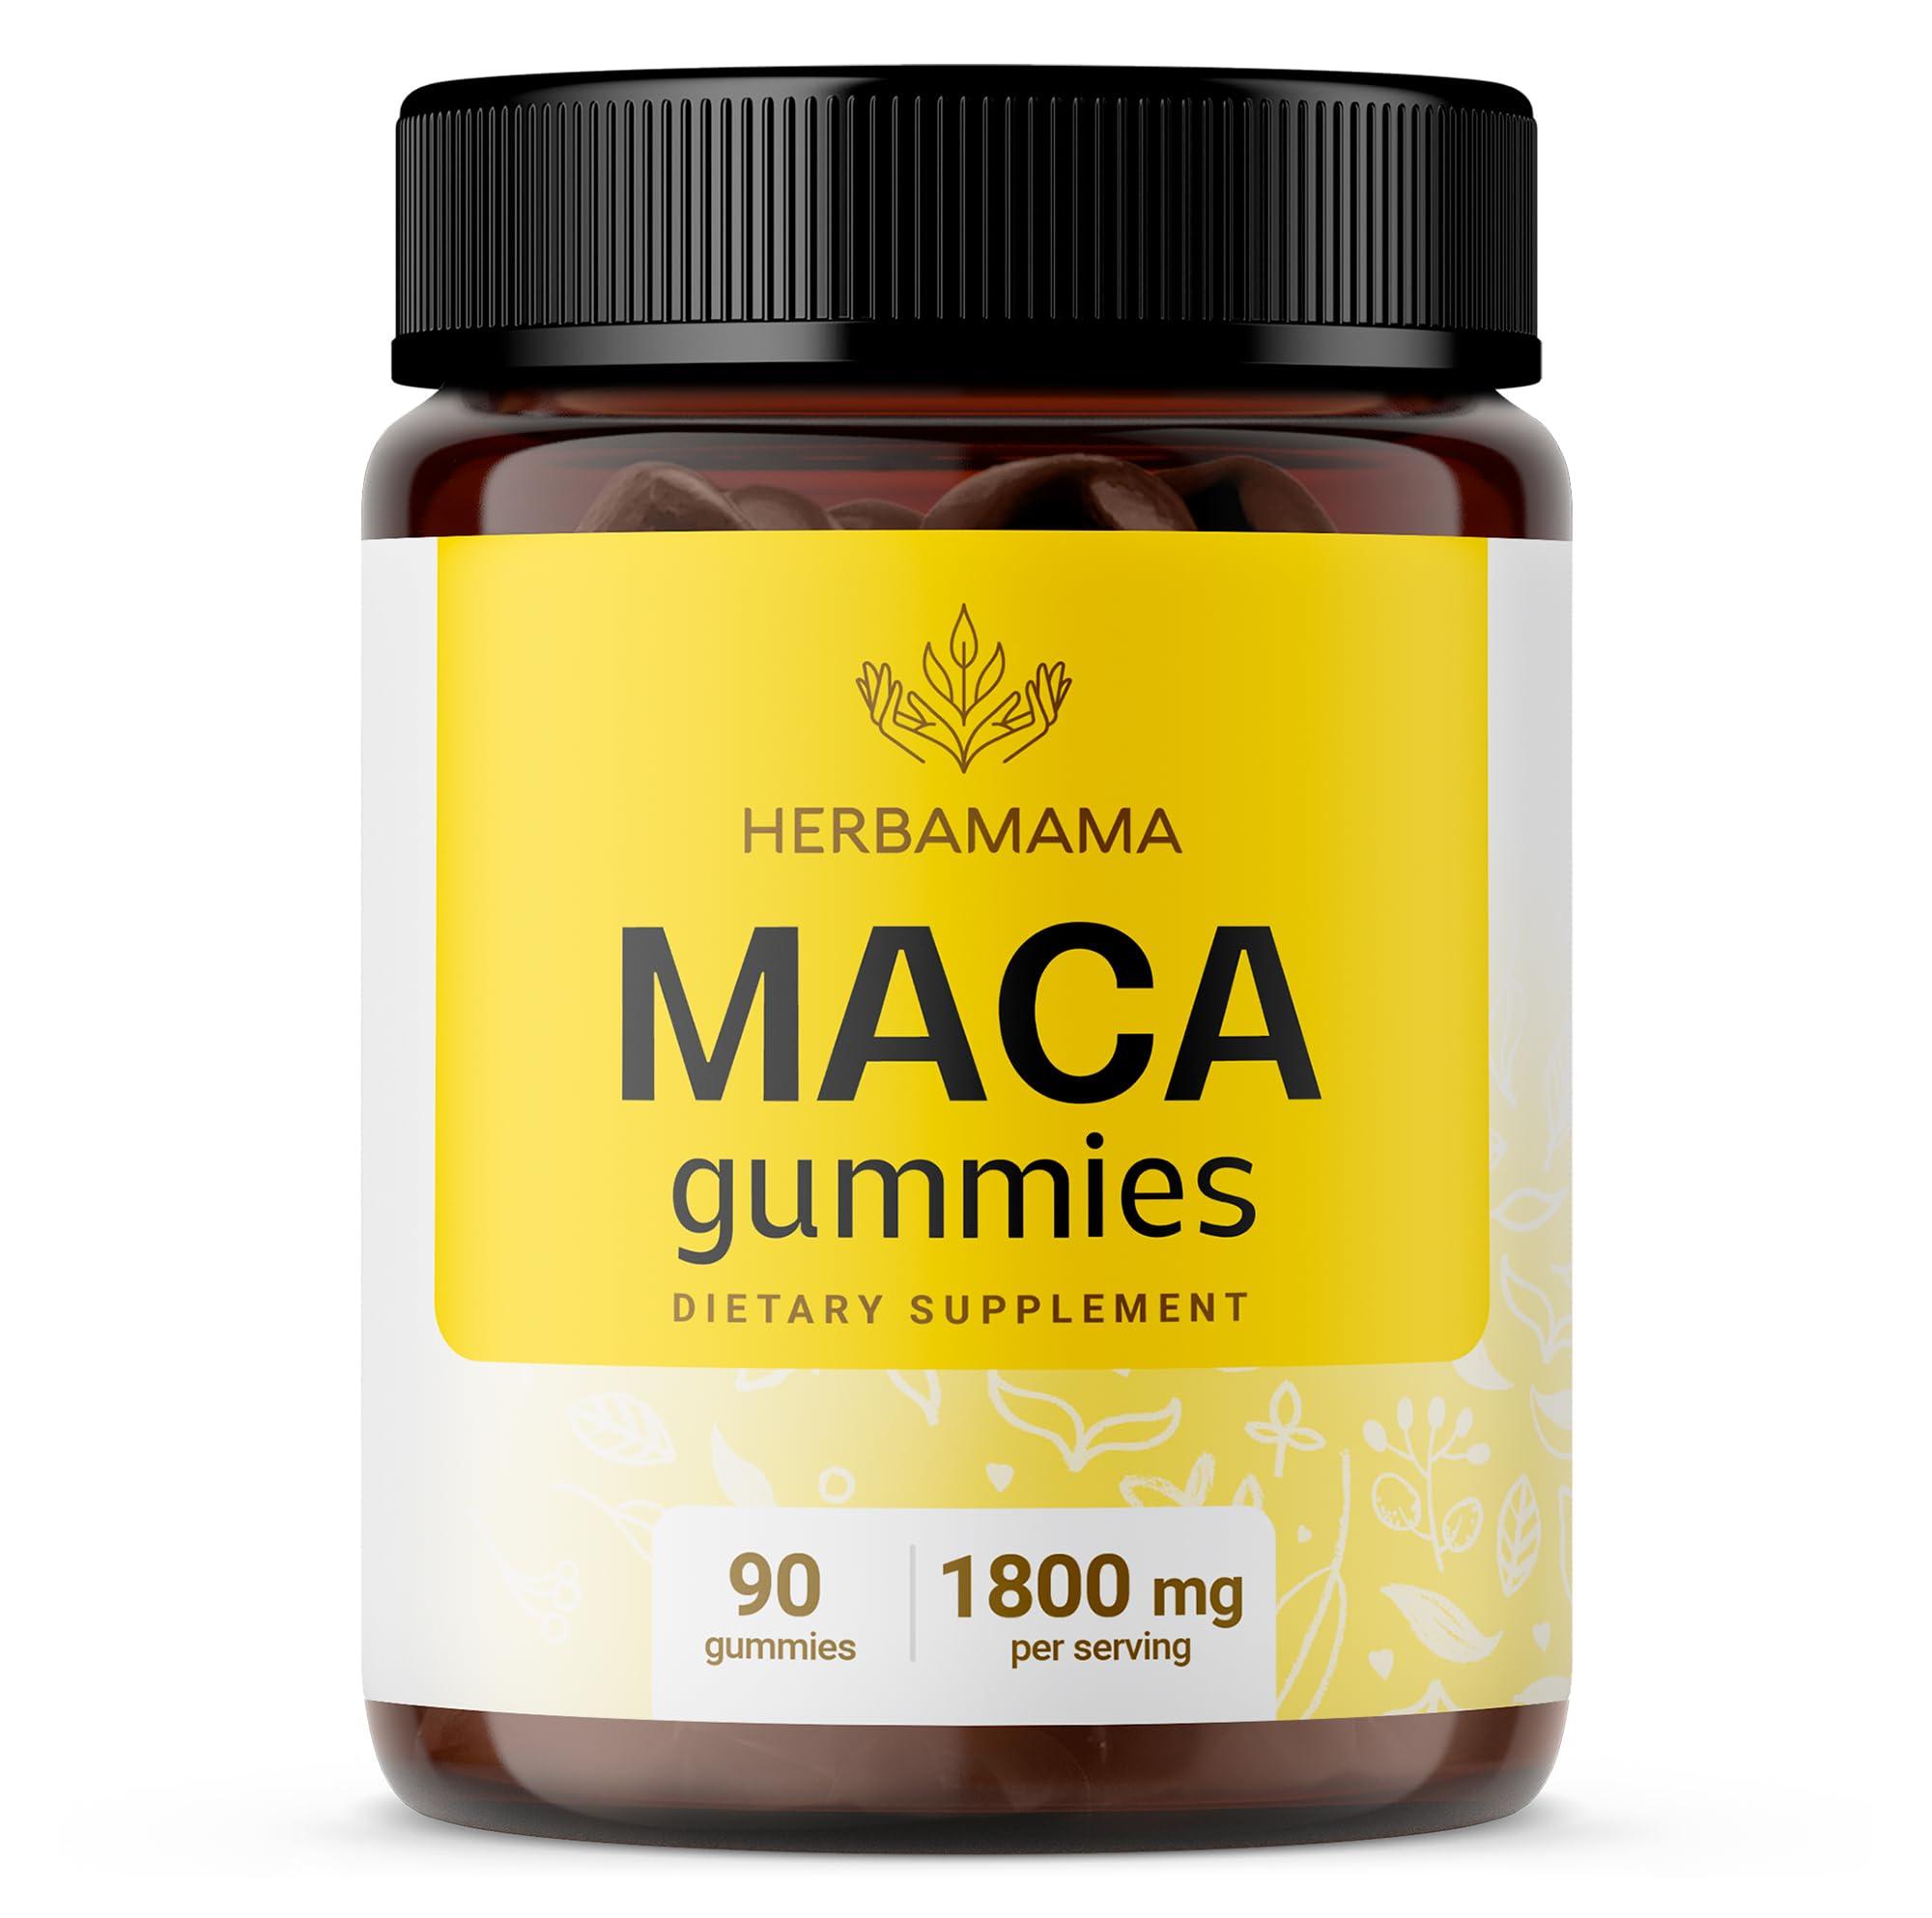 HERBAMAMA
MACA
gummies
DIETARY SUPPLEMENT
90
gummies
1800 mg
per serving